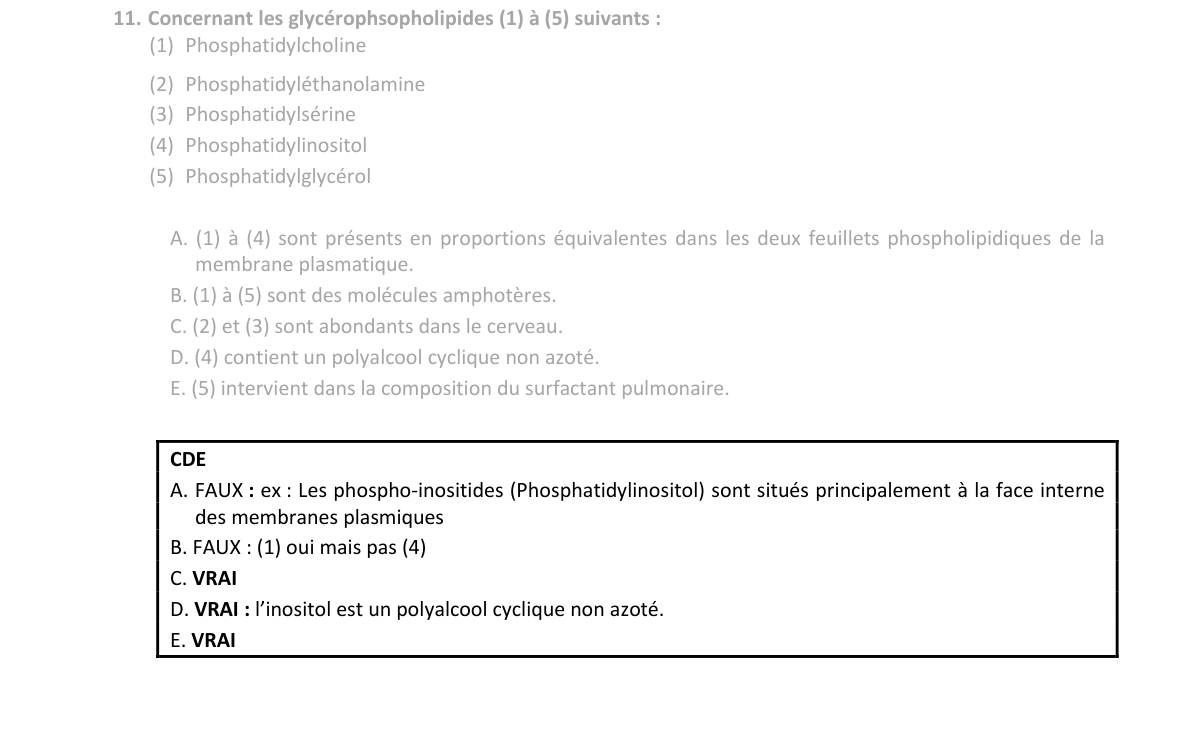 11. Concernant les glycérophsopholipides (1) à (5) suivants :
(1) Phosphatidylcholine
(2) Phosphatidyléthanolamine
(3) Phosphatidylsérine
(4) Phosphatidylinositol
(5) Phosphatidylglycérol
A. (1) à (4) sont présents en proportions équivalentes dans les deux feuillets phospholipidiques de la
membrane plasmatique.
B. (1) à (5) sont des molécules amphotères.
C. (2) et (3) sont abondants dans le cerveau.
D. (4) contient un polyalcool cyclique non azoté.
E. (5) intervient dans la composition du surfactant pulmonaire.
CDE
A. FAUX : ex : Les phospho-inositides (Phosphatidylinositol) sont situés principalement à la face interne
des membranes plasmiques
B. FAUX : (1) oui mais pas (4)
C. VRAI
D. VRAI : l’inositol est un polyalcool cyclique non azoté.
E. VRAI